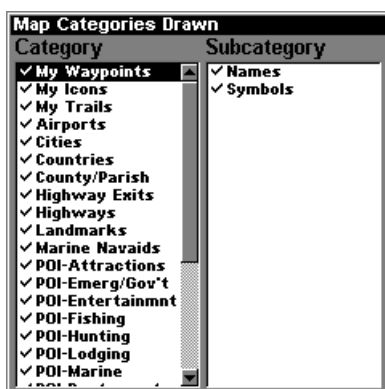 Map Categories Drawn
Category
Subcategory
My Waypoints
My Icons
My Trails
Airports
Cities
Countries
County/Parish
Highway Exits
Highways
Landmarks
Marine Navaids
POI-Attractions
POI-Emerg/Gov't
POI-Entertainmnt
POI-Fishing
POI-Hunting
POI-Lodging
POI-Marine
Names
Symbols